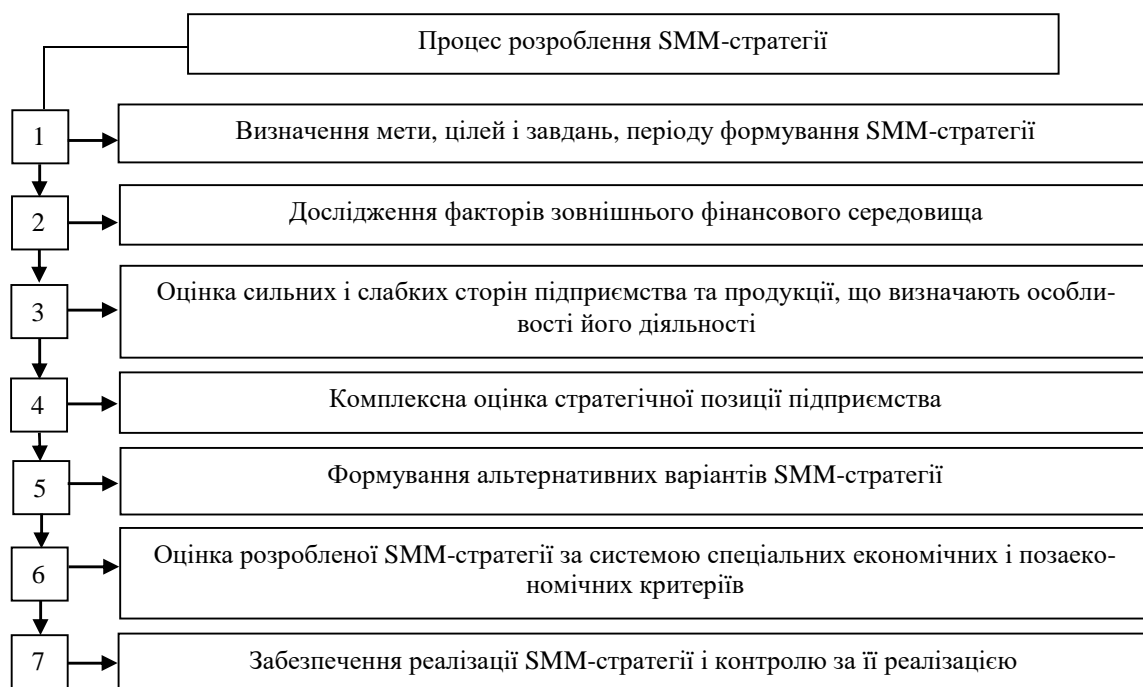 Процес розроблення SMM-стратегії
1
Визначення мети, цілей і завдань, періоду формування SMM-стратегії
2
Дослідження факторів зовнішнього фінансового середовища
3
Оцінка сильних і слабких сторін підприємства та продукції, що визначають особли-
вості його діяльності
4
Комплексна оцінка стратегічної позиції підприємства
5
Формування альтернативних варіантів SMM-стратегії
6
Оцінка розробленої SMM-стратегії за системою спеціальних економічних і позаеко-
номічних критеріїв
7
Забезпечення реалізації SMM-стратегії і контролю за її реалізацією